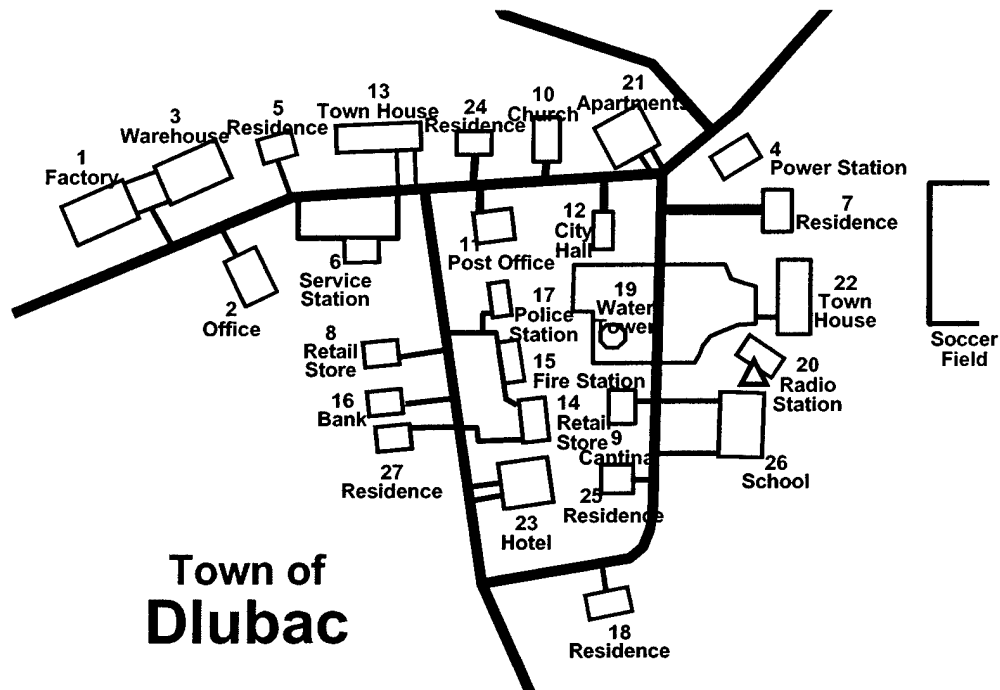 21
Apartments
13
Town House
24
Residence
10
Church
5
Residence
3
Warehouse
1
Factory
4
Power Station
7
Residence
12
City
Hall
11
Post Office
6
Service
Station
2
Office
17
Police
Station
19
Water
Tower
22
Town
House
Soccer
Field
8
Retail
Store
15
Fire Station
20
Radio
Station
16
Bank
14
Retail
Store
9
Cantina
27
Residence
26
School
25
Residence
23
Hotel
18
Residence
Town of
Dlubac